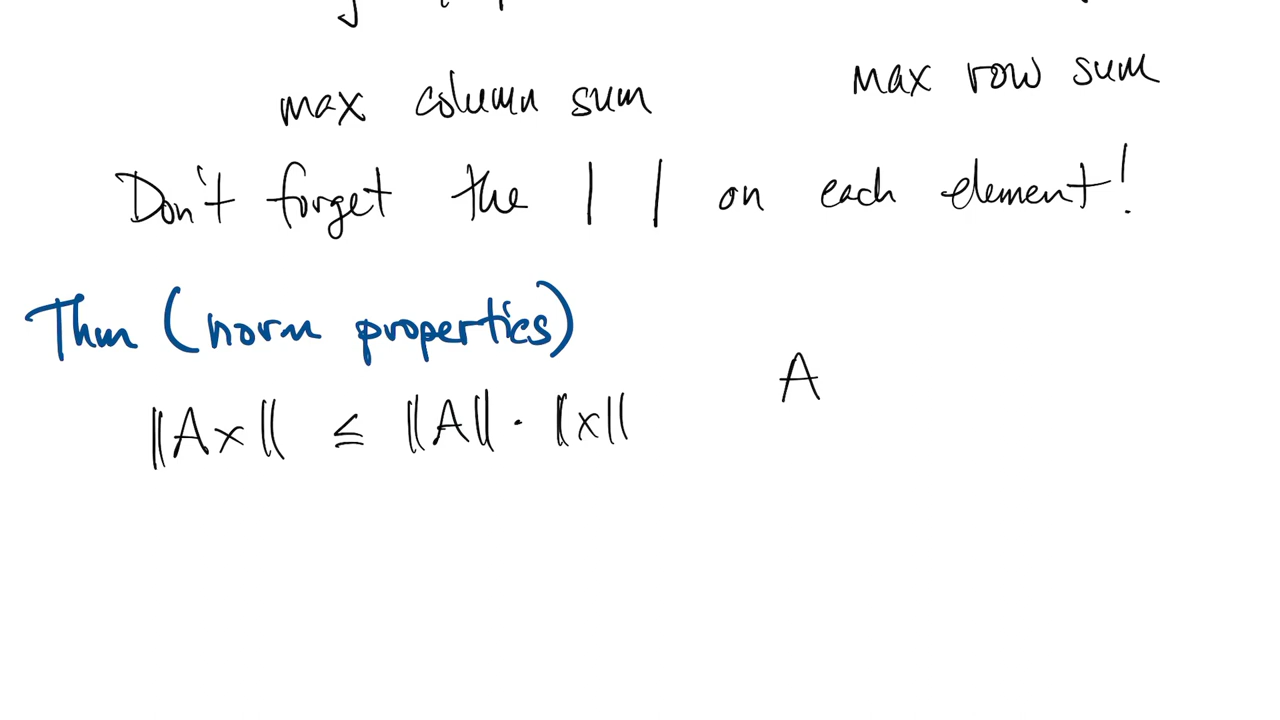 max column sum max row sum
Don't forget the | | on each element!
Thm (norm properties)
A
‖Ax‖ ≤ ‖A‖ · ‖x‖